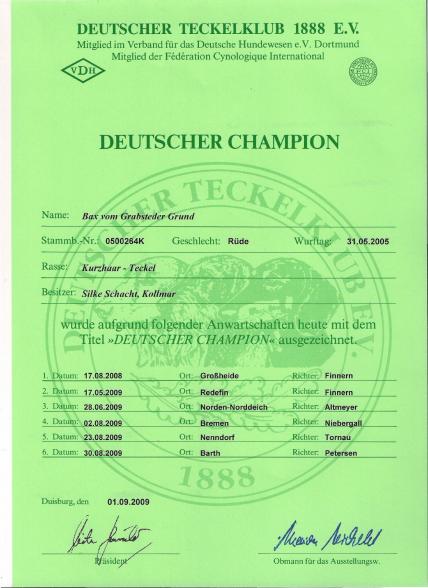 DEUTSCHER TECKELKLUB 1888 E.V.
Mitglied im Verband für das Deutsche Hundewesen e.V. Dortmund
Mitglied der Fédération Cynologique International
VDH
DEUTSCHER CHAMPION
DEUTSCHER TECKELKLUB E.V.
Name: Bax vom Grabsteder Grund
Stammb.-Nr.: 0500264K Geschlecht: Rüde Wurftag: 31.05.2005
Rasse: Kurzhaar - Teckel
Besitzer: Silke Schacht, Kollmar
wurde aufgrund folgender Anwartschaften heute mit dem
Titel »DEUTSCHER CHAMPION« ausgezeichnet.
1. Datum: 17.08.2008 Ort: Großheide Richter: Finnern
2. Datum: 17.05.2009 Ort: Redefin Richter: Finnern
3. Datum: 28.06.2009 Ort: Norden-Norddeich Richter: Altmeyer
4. Datum: 02.08.2009 Ort: Bremen Richter: Niebergall
5. Datum: 23.08.2009 Ort: Nenndorf Richter: Tornau
6. Datum: 30.08.2009 Ort: Barth Richter: Petersen
1888
Duisburg, den 01.09.2009
Präsident Obmann für das Ausstellungsw.